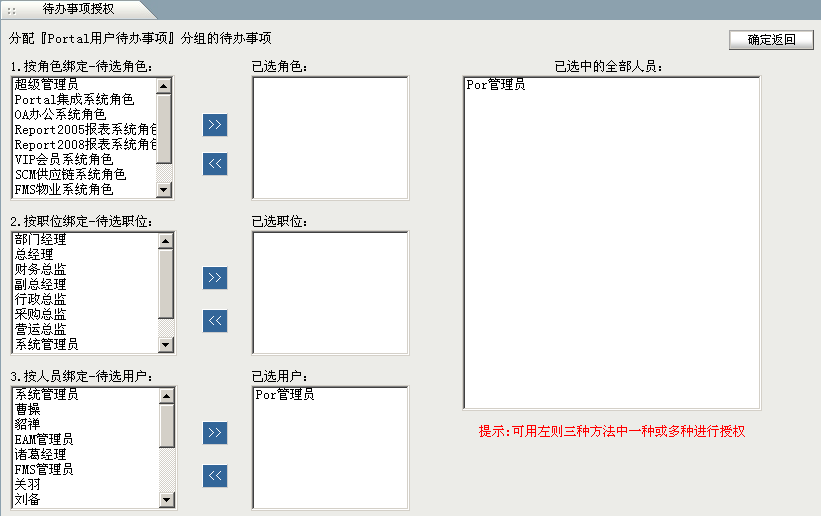 待办事项授权
分配『Portal用户待办事项』分组的待办事项
确定返回
1.按角色绑定-待选角色:
已选角色:
已选中的全部人员:
超级管理员
Portal集成系统角色
OA办公系统角色
Report2005报表系统角色
Report2008报表系统角色
VIP会员系统角色
SCM供应链系统角色
FMS物业系统角色
>>
<<
Por管理员
2.按职位绑定-待选职位:
已选职位:
部门经理
总经理
财务总监
副总经理
行政总监
采购总监
营运总监
系统管理员
>>
<<
3.按人员绑定-待选用户:
已选用户:
系统管理员
曹操
貂禅
EAM管理员
诸葛经理
FMS管理员
关羽
刘备
>>
<<
Por管理员
提示:可用左则三种方法中一种或多种进行授权